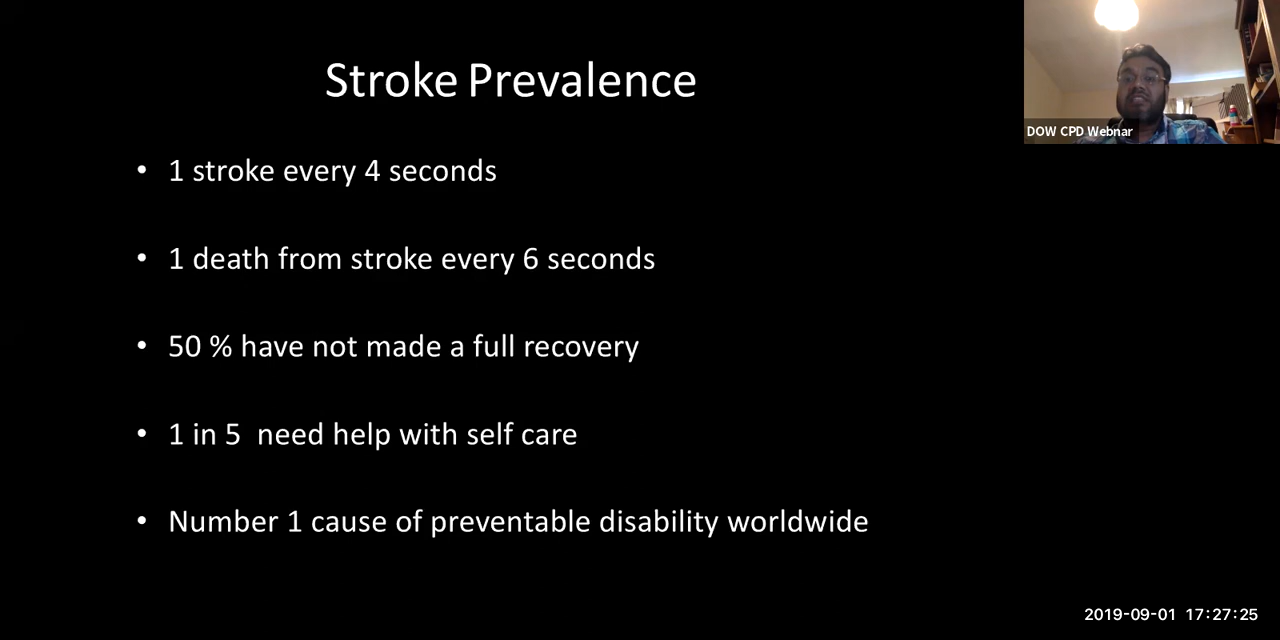 Stroke Prevalence
DOW CPD Webnar
• 1 stroke every 4 seconds
• 1 death from stroke every 6 seconds
• 50 % have not made a full recovery
• 1 in 5  need help with self care
• Number 1 cause of preventable disability worldwide
2019-09-01 17:27:25